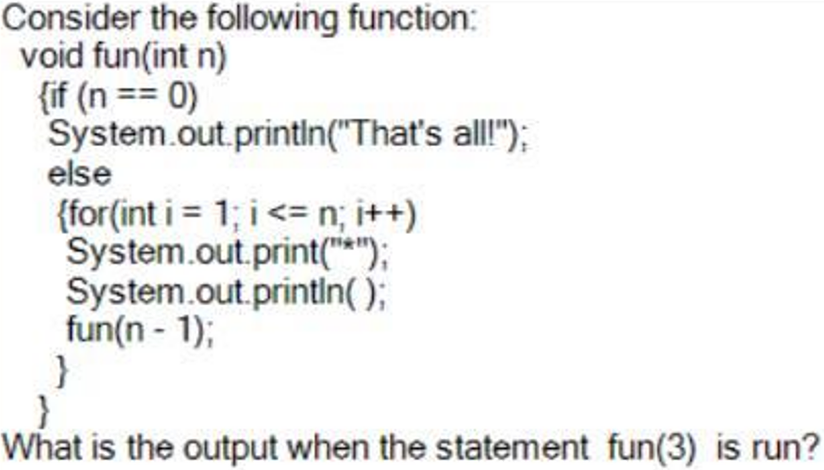 Consider the following function:
void fun(int n)
{if (n == 0)
System.out.println("That's all!");
else
{for(int i = 1; i <= n; i++)
System.out.print("*");
System.out.println( );
fun(n - 1);
}
}
What is the output when the statement fun(3) is run?